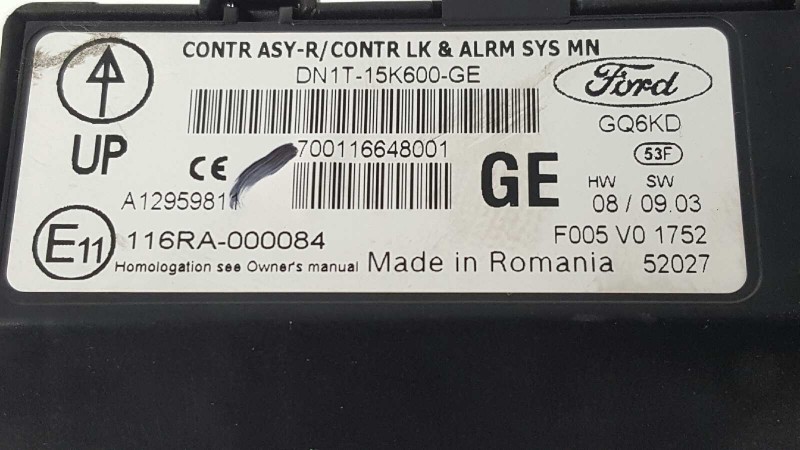 CONTR ASY-R/CONTR LK & ALRM SYS MN
DN1T-15K600-GE
Ford
UP
GQ6KD
CE
700116648001
GE
53F
HW SW
08 / 09.03
E11
116RA-000084
F005 V0 1752
Homologation see Owner's manual
Made in Romania
52027